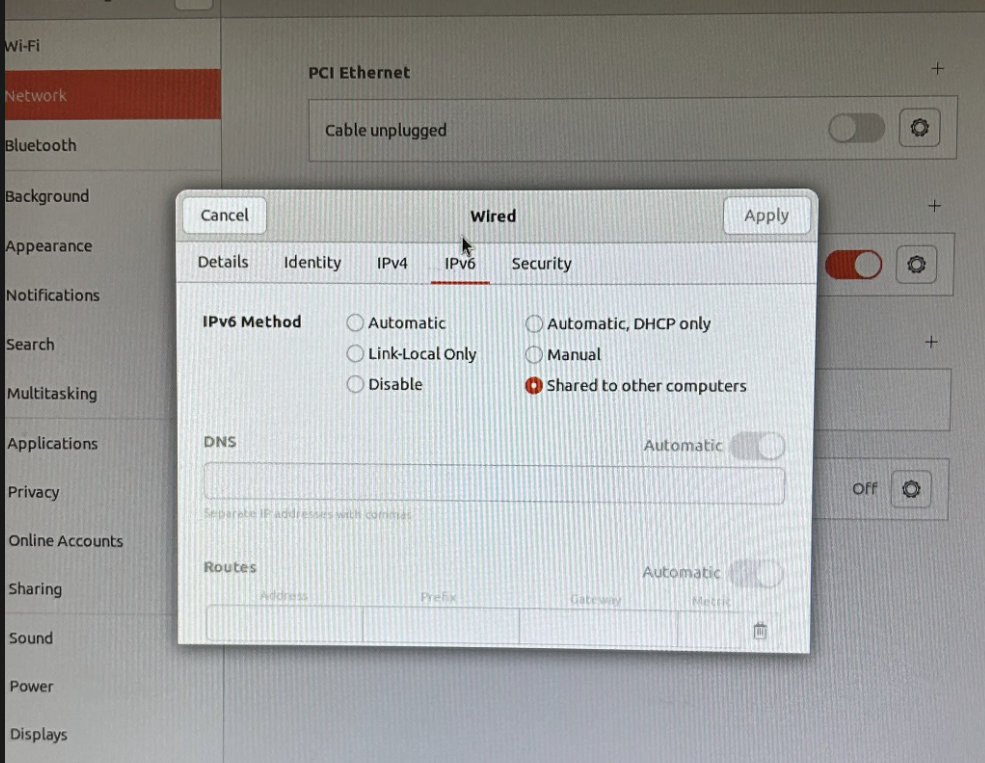 Wi-Fi
Network
Bluetooth
Background
Appearance
Notifications
Search
Multitasking
Applications
Privacy
Online Accounts
Sharing
Sound
Power
Displays
PCI Ethernet
Cable unplugged
Cancel
Wired
Apply
Details Identity IPv4 IPv6 Security
IPv6 Method
Automatic
Automatic, DHCP only
Link-Local Only
Manual
Disable
Shared to other computers
DNS
Automatic
Separate IP addresses with commas
Routes
Automatic
Address Prefix Gateway Metric
Off